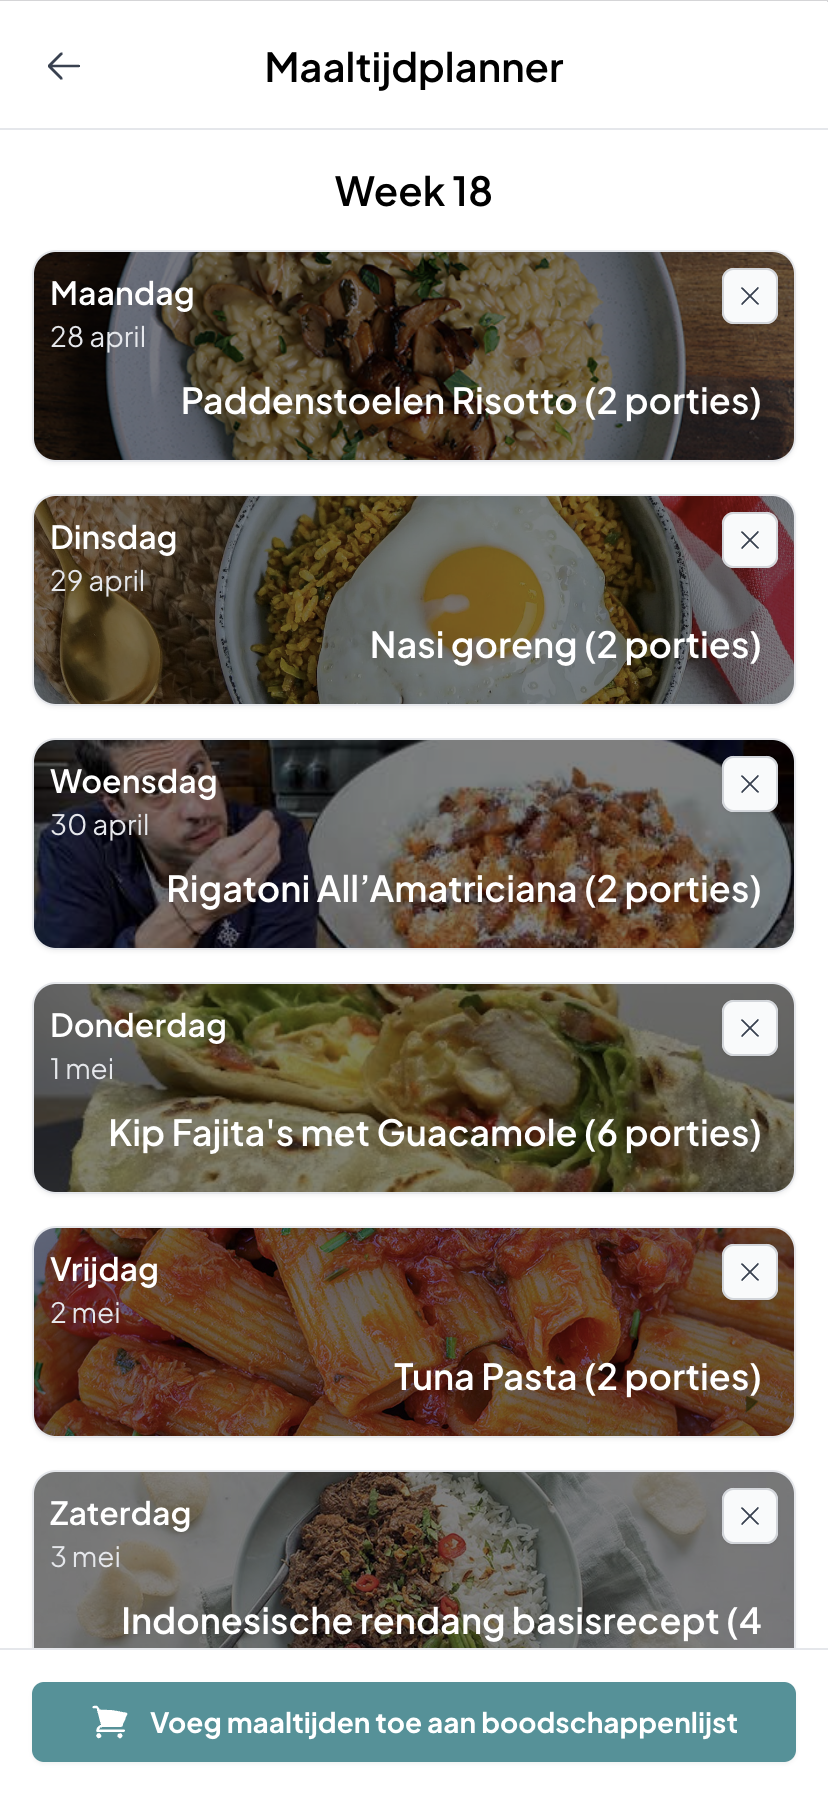 Maaltijdplanner
Week 18
Maandag
28 april
Paddenstoelen Risotto (2 porties)
Dinsdag
29 april
Nasi goreng (2 porties)
Woensdag
30 april
Rigatoni All’Amatriciana (2 porties)
Donderdag
1 mei
Kip Fajita's met Guacamole (6 porties)
Vrijdag
2 mei
Tuna Pasta (2 porties)
Zaterdag
3 mei
Indonesische rendang basisrecept (4
Voeg maaltijden toe aan boodschappenlijst